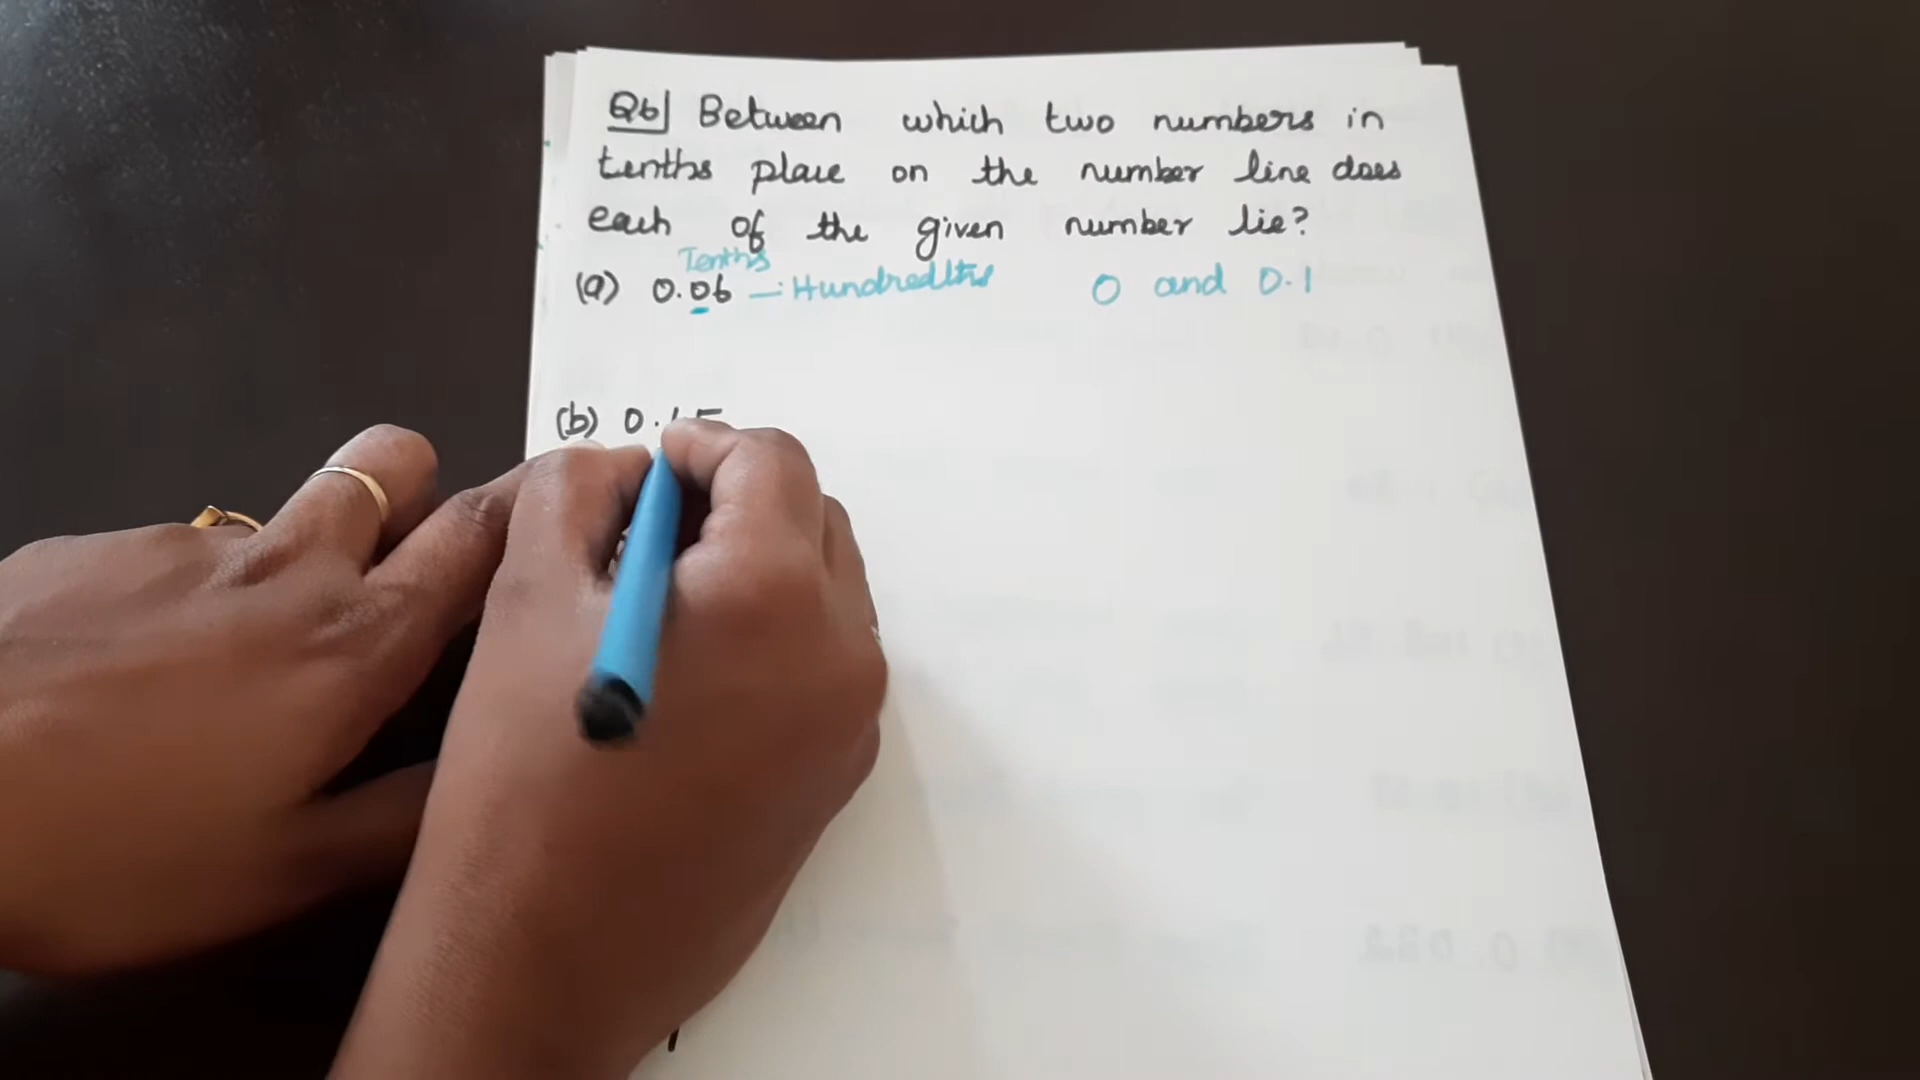 Q6 Between which two numbers in
tenths place on the number line does
each of the given number lie?
Tenths
(a) 0.06 - Hundredths 0 and 0.1
(b) 0.